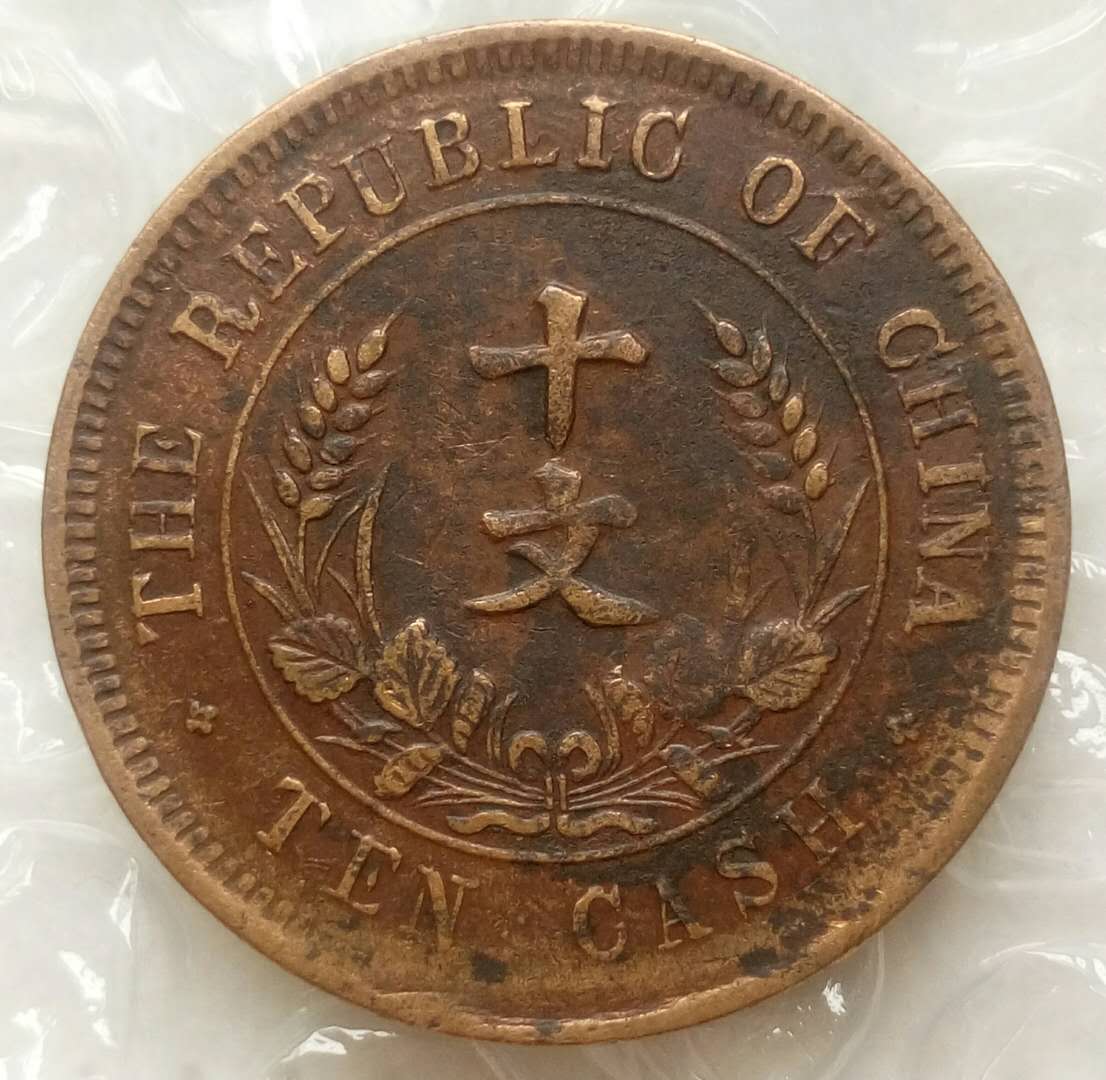 THE REPUBLIC OF CHINA
十
文
TEN CASH